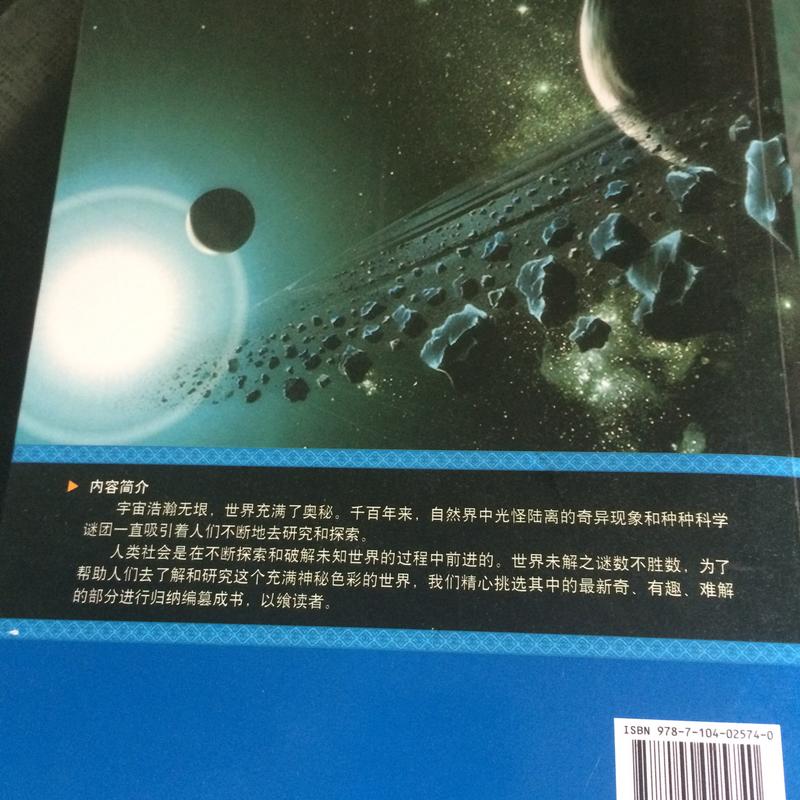 内容简介
宇宙浩瀚无垠，世界充满了奥秘。千百年来，自然界中光怪陆离的奇异现象和种种科学
谜团一直吸引着人们不断地去研究和探索。
人类社会是在不断探索和破解未知世界的过程中前进的。世界未解之谜数不胜数，为了
帮助人们去了解和研究这个充满神秘色彩的世界，我们精心挑选其中的最新奇、有趣、难解
的部分进行归纳编纂成书，以飨读者。
ISBN 978-7-104-02574-0